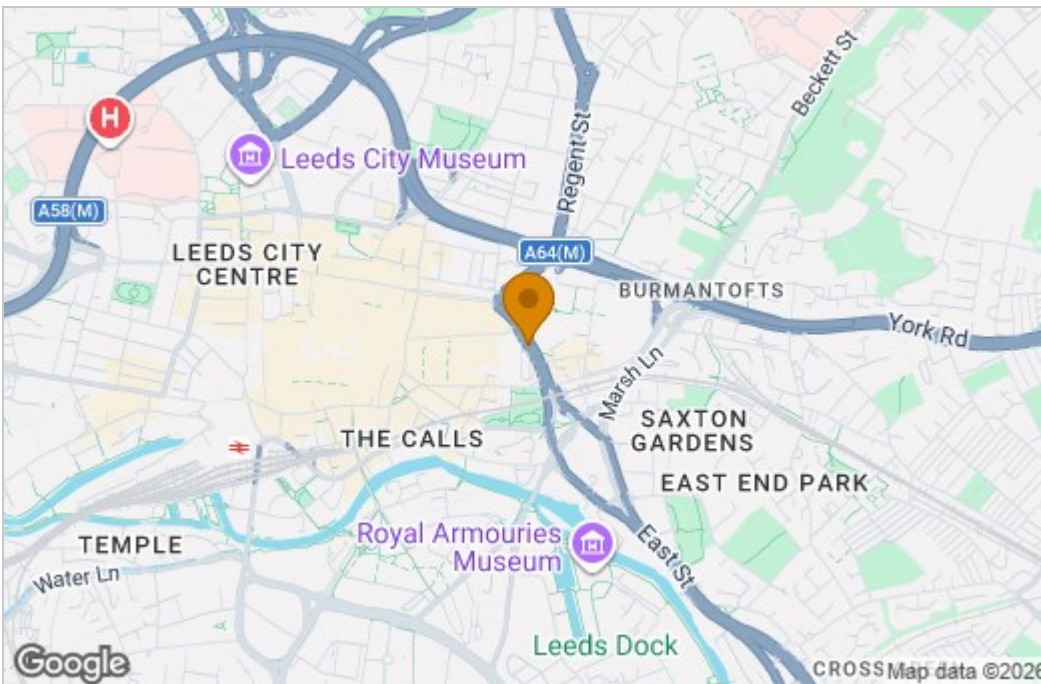 Beckett St
H
Leeds City Museum
Regent St
A58(M)
LEEDS CITY
CENTRE
A64(M)
BURMANTOFTS
York Rd
Marsh Ln
SAXTON
GARDENS
THE CALLS
EAST END PARK
Royal Armouries
Museum
East St
TEMPLE
Water Ln
Leeds Dock
Google
CROSS
Map data ©2026